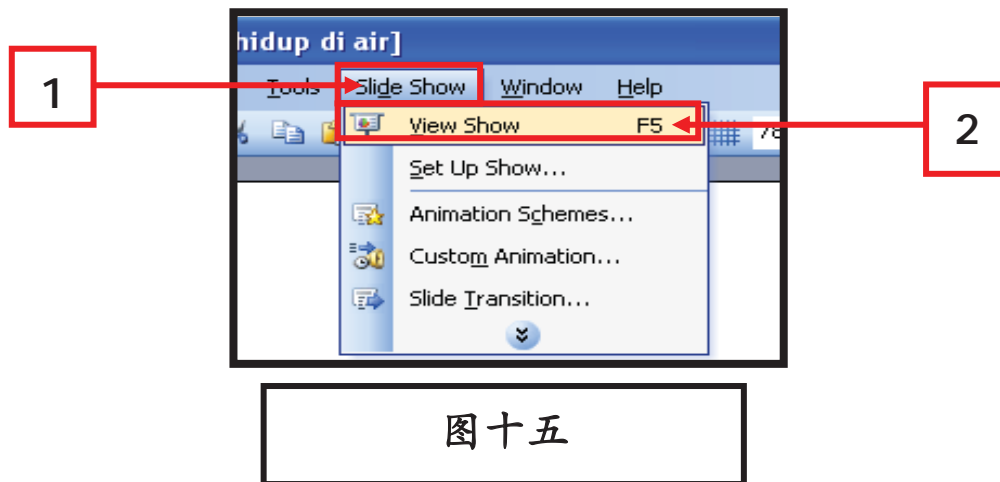 hidup di air]
Tools Slide Show Window Help
View Show F5
78
Set Up Show...
Animation Schemes...
Custom Animation...
Slide Transition...
1
2
图十五